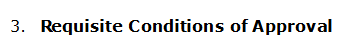 3. Requisite Conditions of Approval